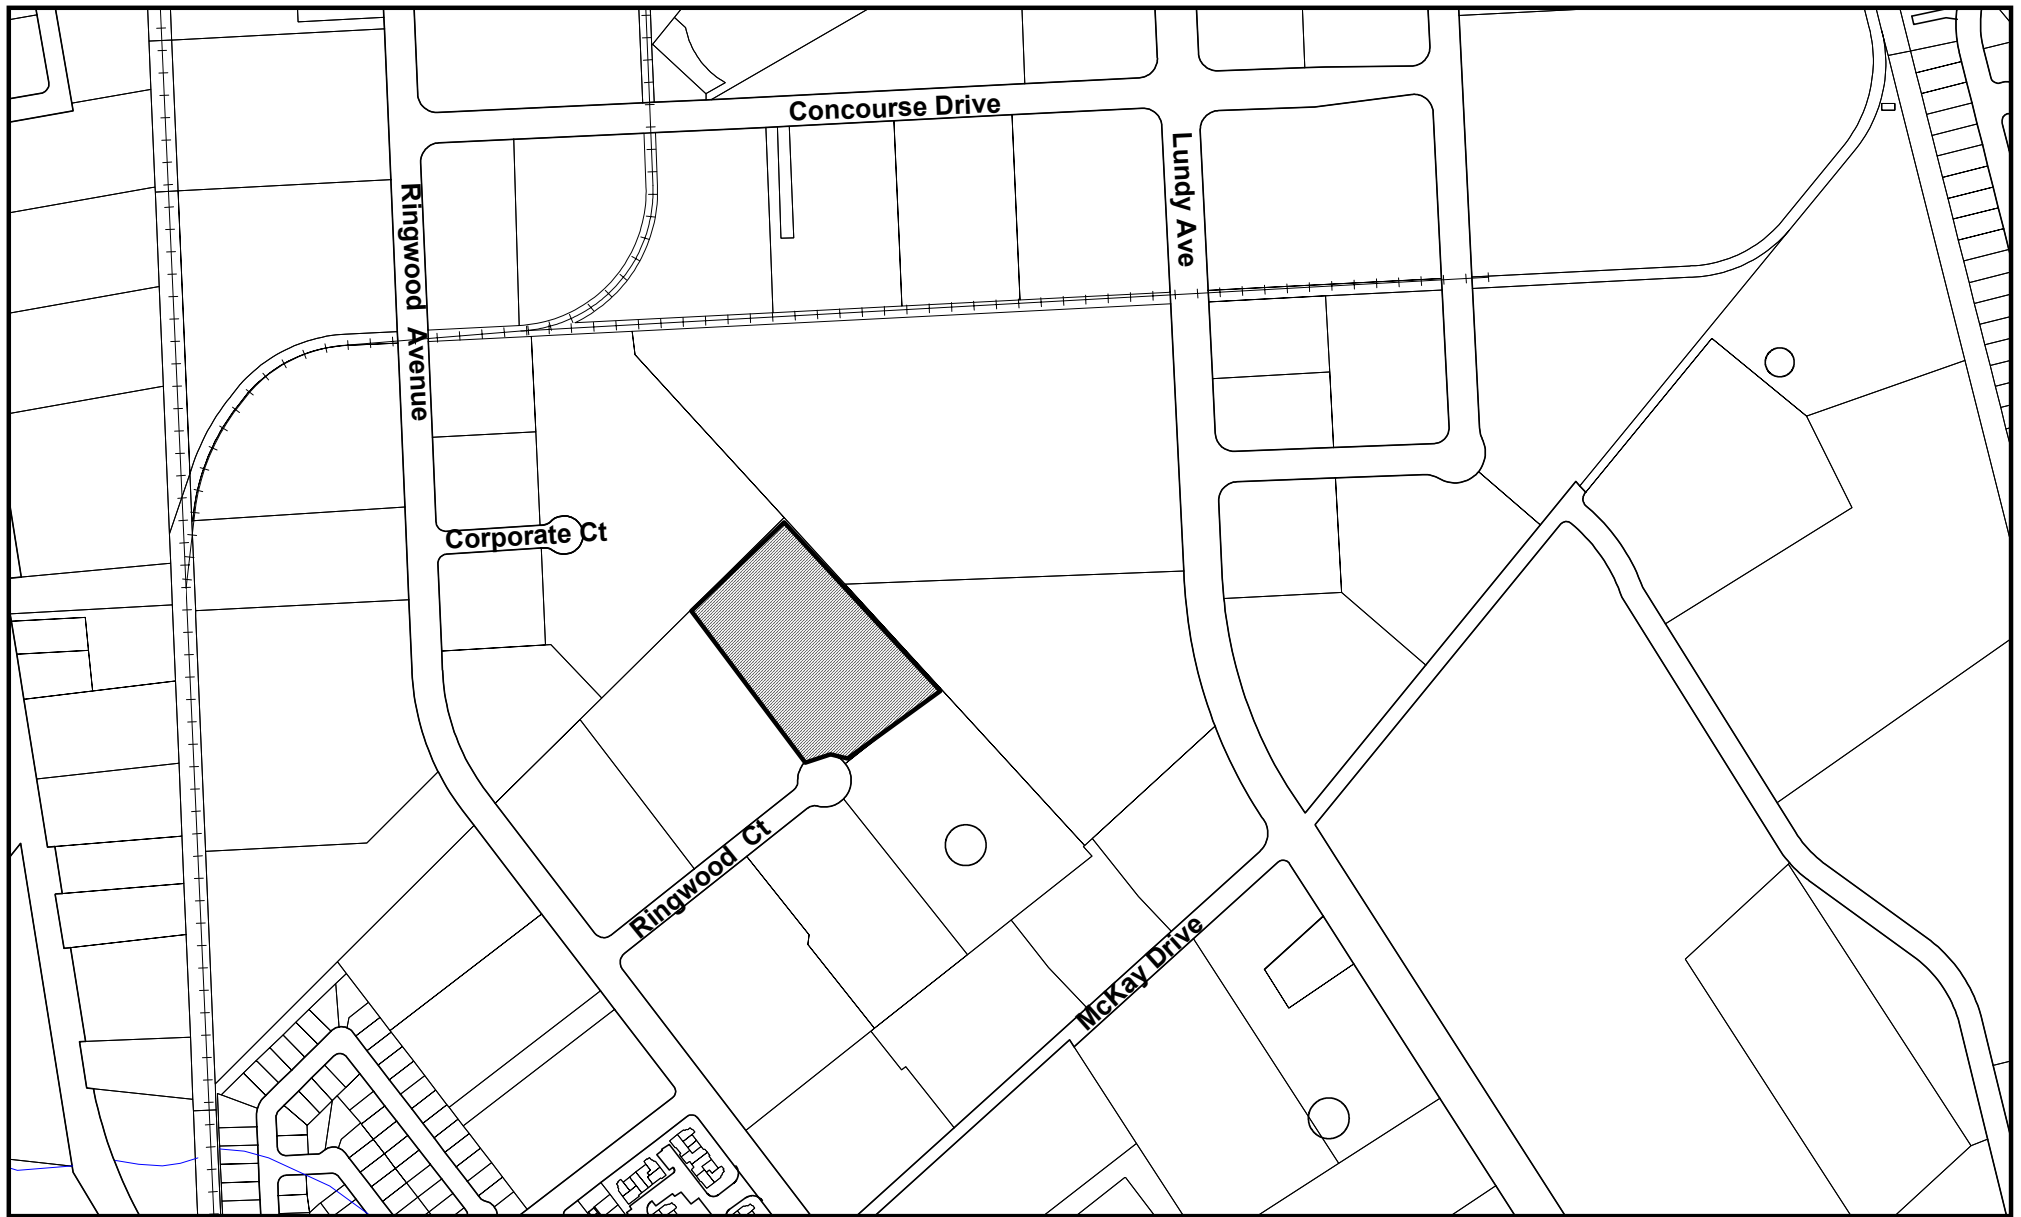 Concourse Drive
Lundy Ave
Ringwood Avenue
Corporate Ct
Ringwood Ct
McKay Drive